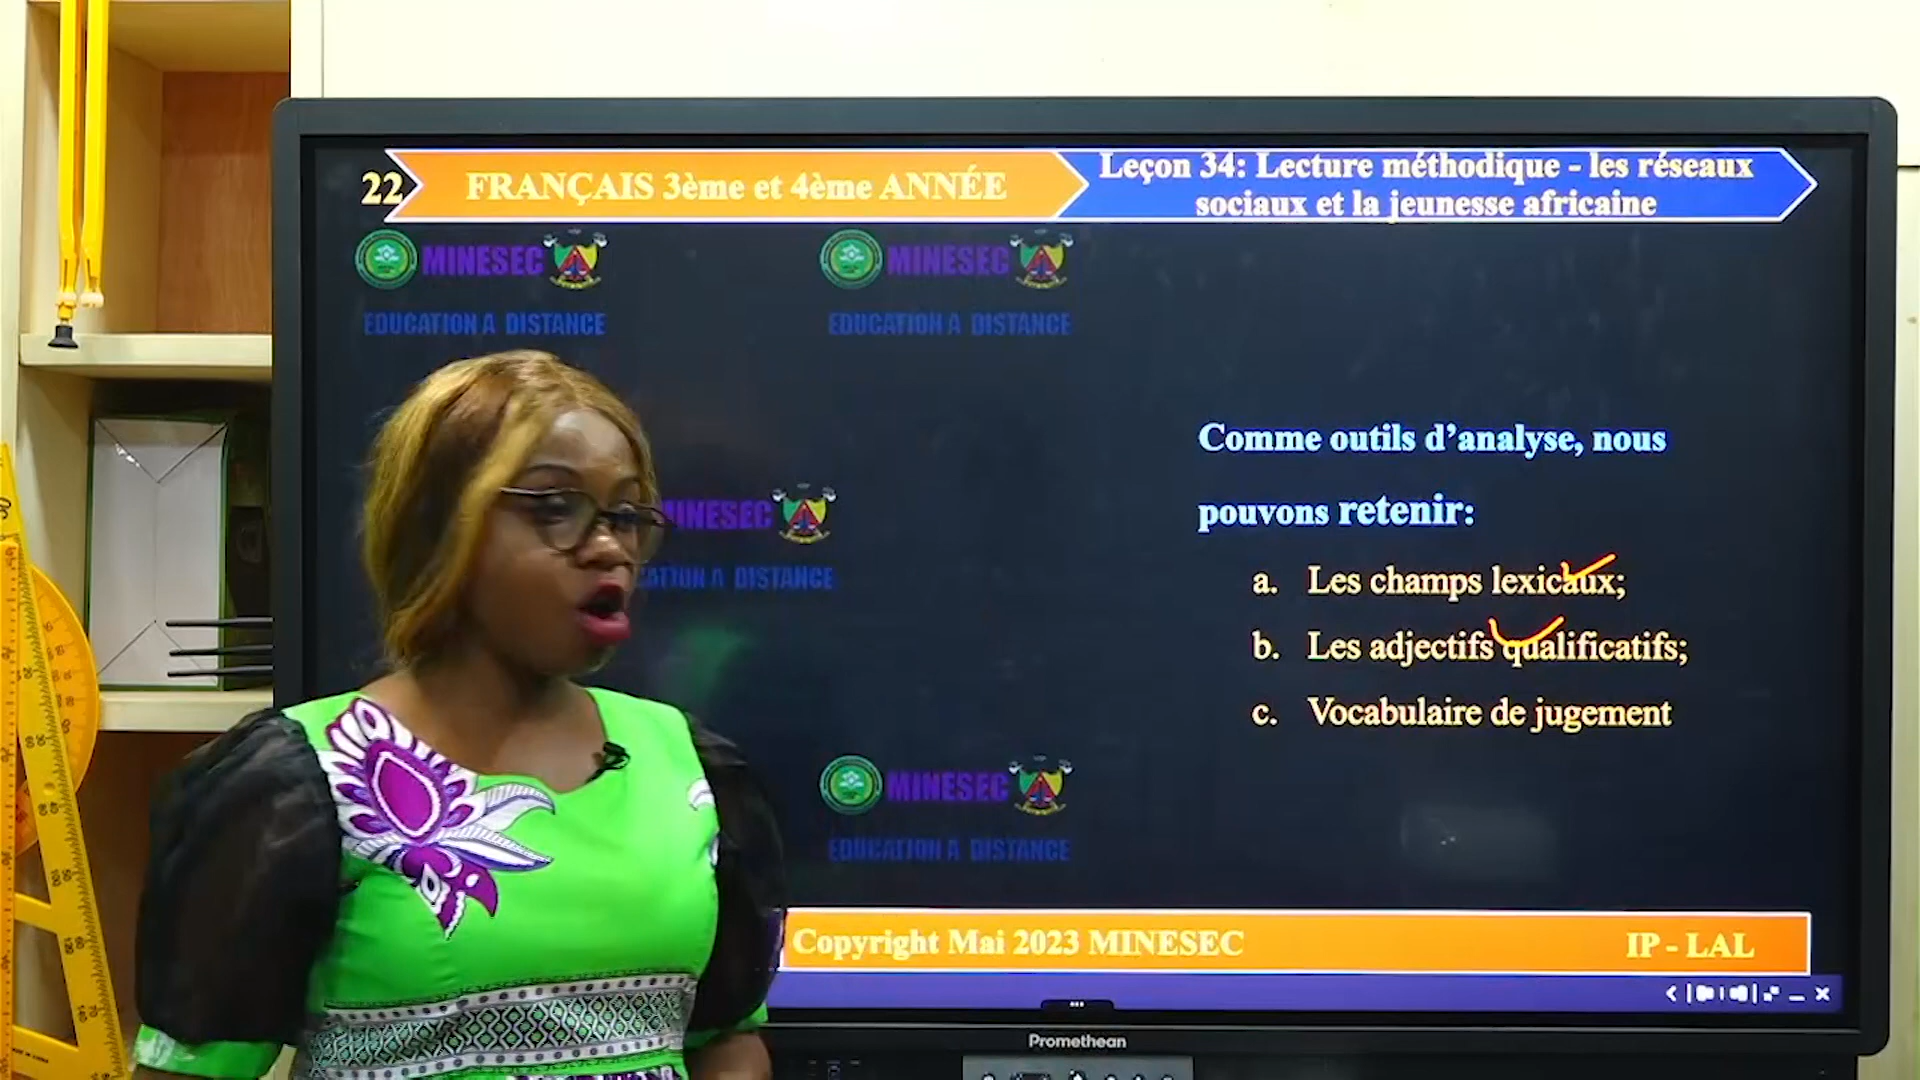 22
FRANÇAIS 3ème et 4ème ANNÉE
Leçon 34: Lecture méthodique - les réseaux
sociaux et la jeunesse africaine
MINESEC
EDUCATION A DISTANCE
MINESEC
EDUCATION A DISTANCE
Comme outils d’analyse, nous
pouvons retenir:
a. Les champs lexicaux;
b. Les adjectifs qualificatifs;
c. Vocabulaire de jugement
MINESEC
A DISTANCE
MINESEC
EDUCATION A DISTANCE
Copyright Mai 2023 MINESEC
IP - LAL
Promethean